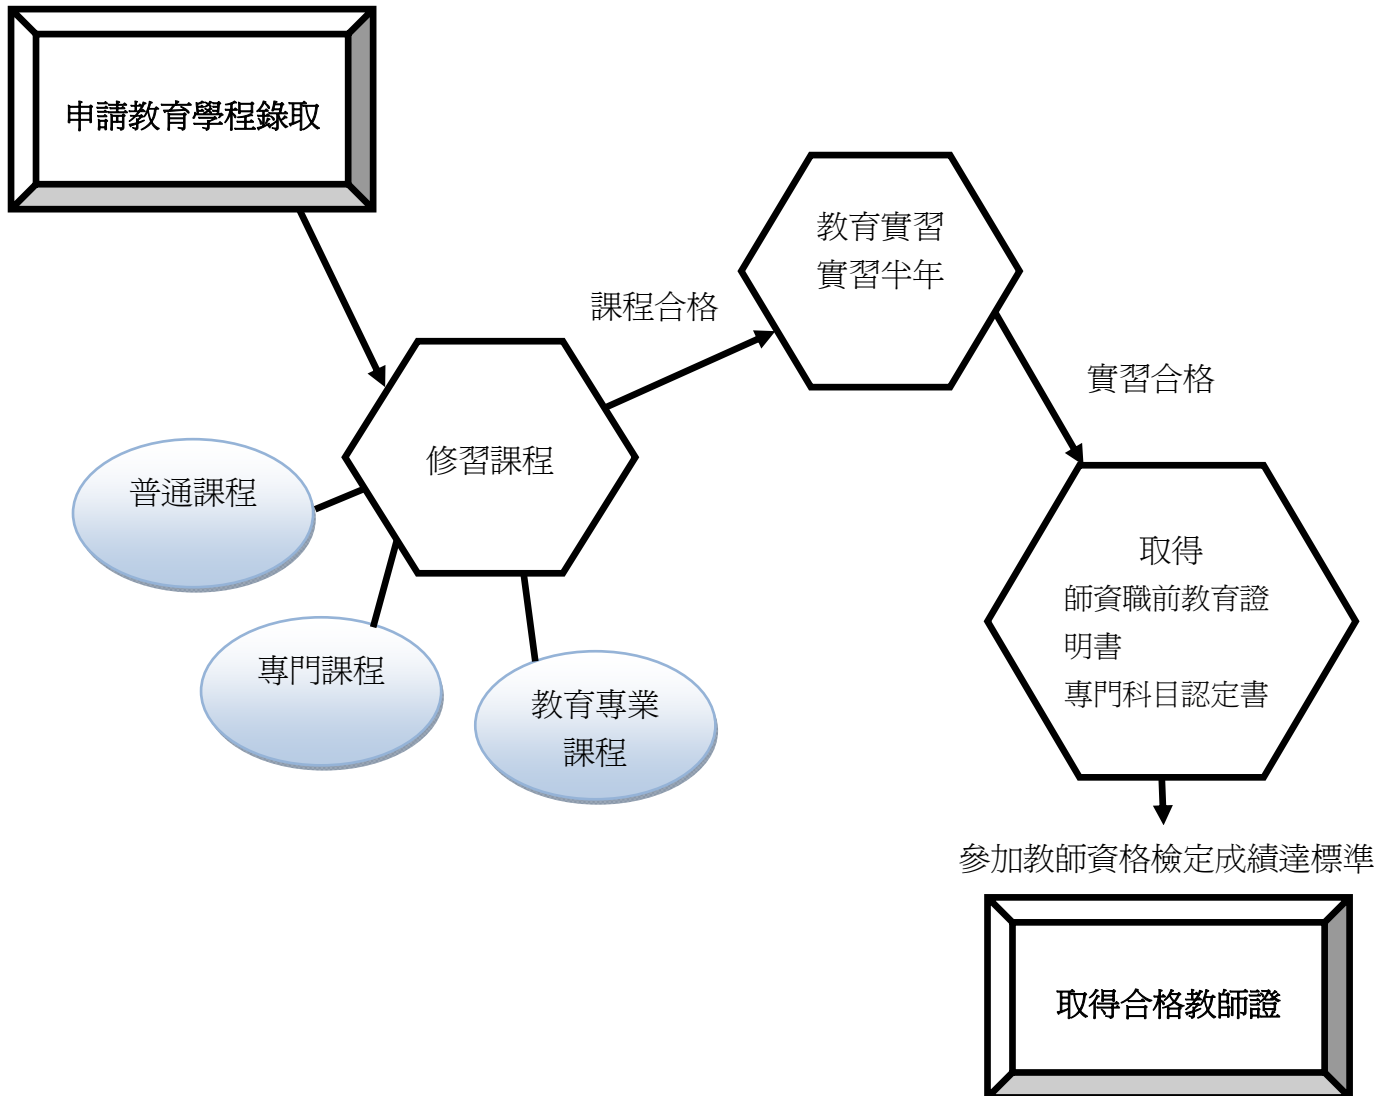 申請教育學程錄取
教育實習
實習半年
課程合格
實習合格
修習課程
普通課程
專門課程
教育專業
課程
取得
師資職前教育證
明書
專門科目認定書
參加教師資格檢定成績達標準
取得合格教師證